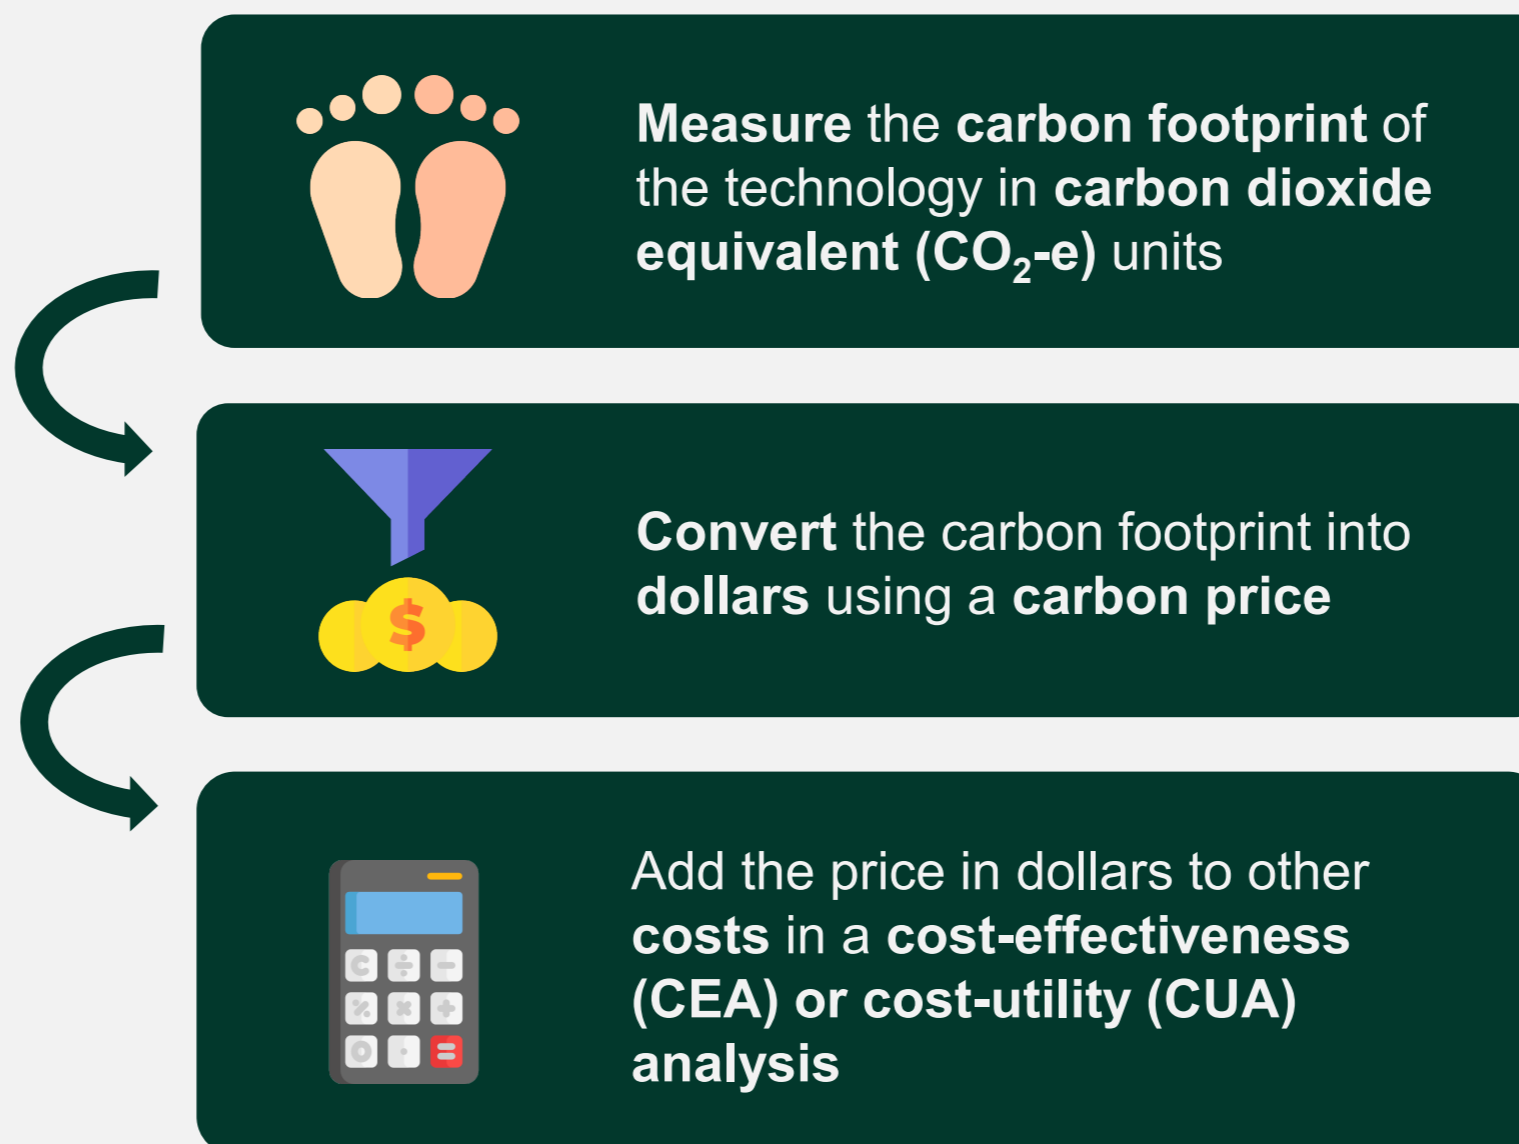 Measure the carbon footprint of
the technology in carbon dioxide
equivalent (CO₂-e) units
$
Convert the carbon footprint into
dollars using a carbon price
Add the price in dollars to other
costs in a cost-effectiveness
(CEA) or cost-utility (CUA)
analysis
C ÷ -
% × +
0 · =